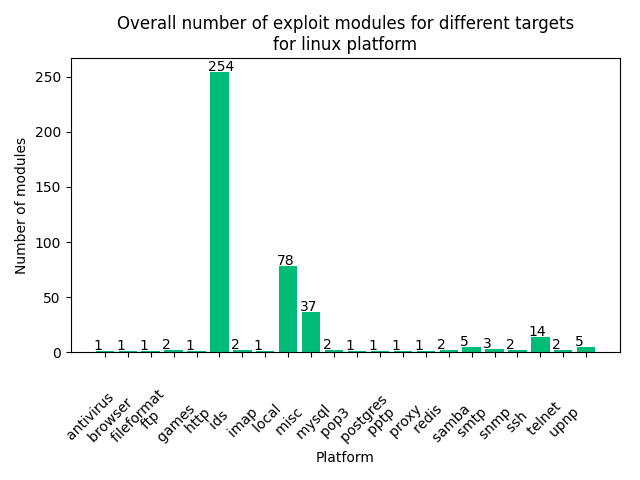 Overall number of exploit modules for different targets
for linux platform
Number of modules
250
200
150
100
50
0
1
1
1
2
1
254
2
1
78
37
2
1
1
1
1
2
5
3
2
14
2
5
antivirus
browser
fileformat
ftp
games
http
ids
imap
local
misc
mysql
pop3
postgres
pptp
proxy
redis
samba
smtp
snmp
ssh
telnet
upnp
Platform